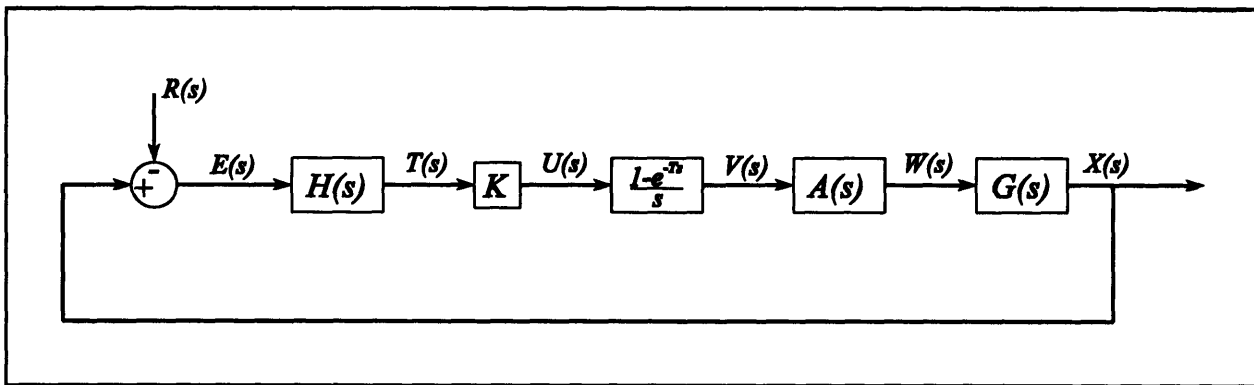 R(s)
-
+
E(s)
H(s)
T(s)
K
U(s)
1-e^-Ts
s
V(s)
A(s)
W(s)
G(s)
X(s)